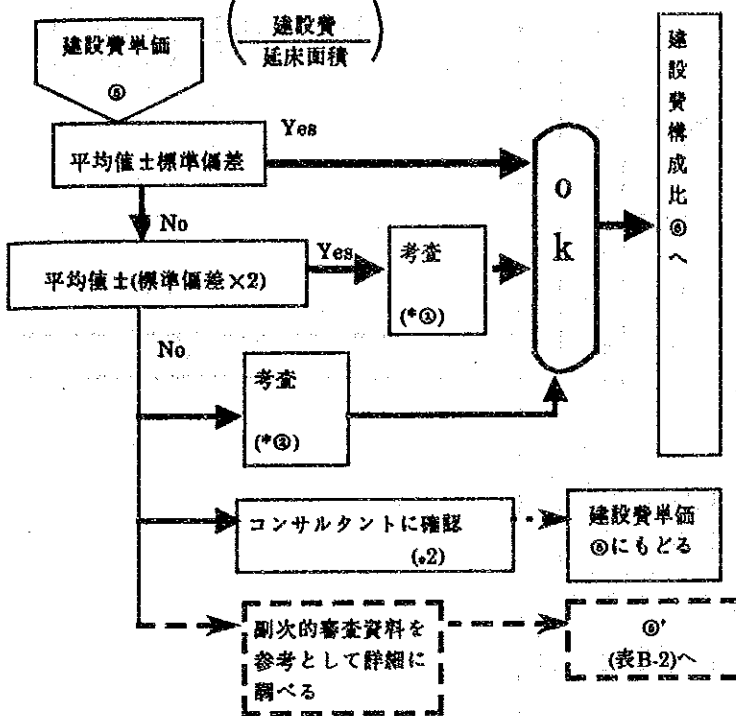 建設費単価
⑤
建設費
延床面積
平均値±標準偏差
Yes
No
平均値±(標準偏差×2)
Yes
考査
(*①)
No
考査
(*②)
ok
建設費構成比⑥へ
コンサルタントに確認
(*2)
建設費単価
⑤にもどる
副次的審査資料を
参考として詳細に
調べる
⑥'
(表B-2)へ